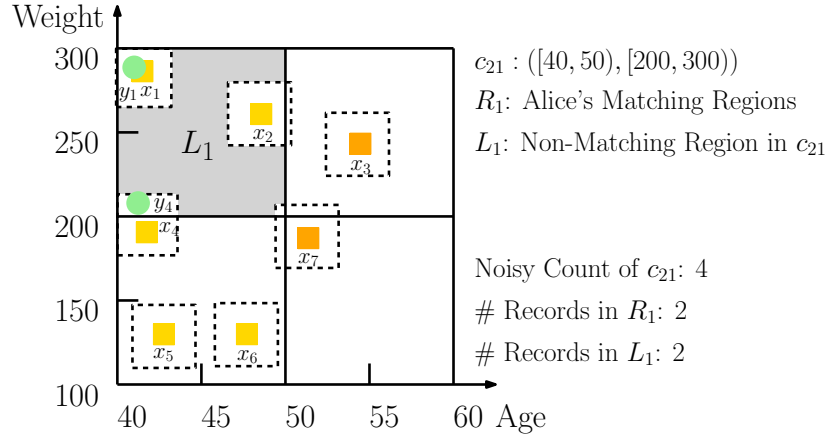 Weight
300
250
200
150
100
40
45
50
55
60 Age
y₁ x₁
x₂
L₁
x₃
y₄
x₄
x₇
x₅
x₆
c₂₁ : ([40, 50), [200, 300))
R₁: Alice's Matching Regions
L₁: Non-Matching Region in c₂₁
Noisy Count of c₂₁: 4
# Records in R₁: 2
# Records in L₁: 2